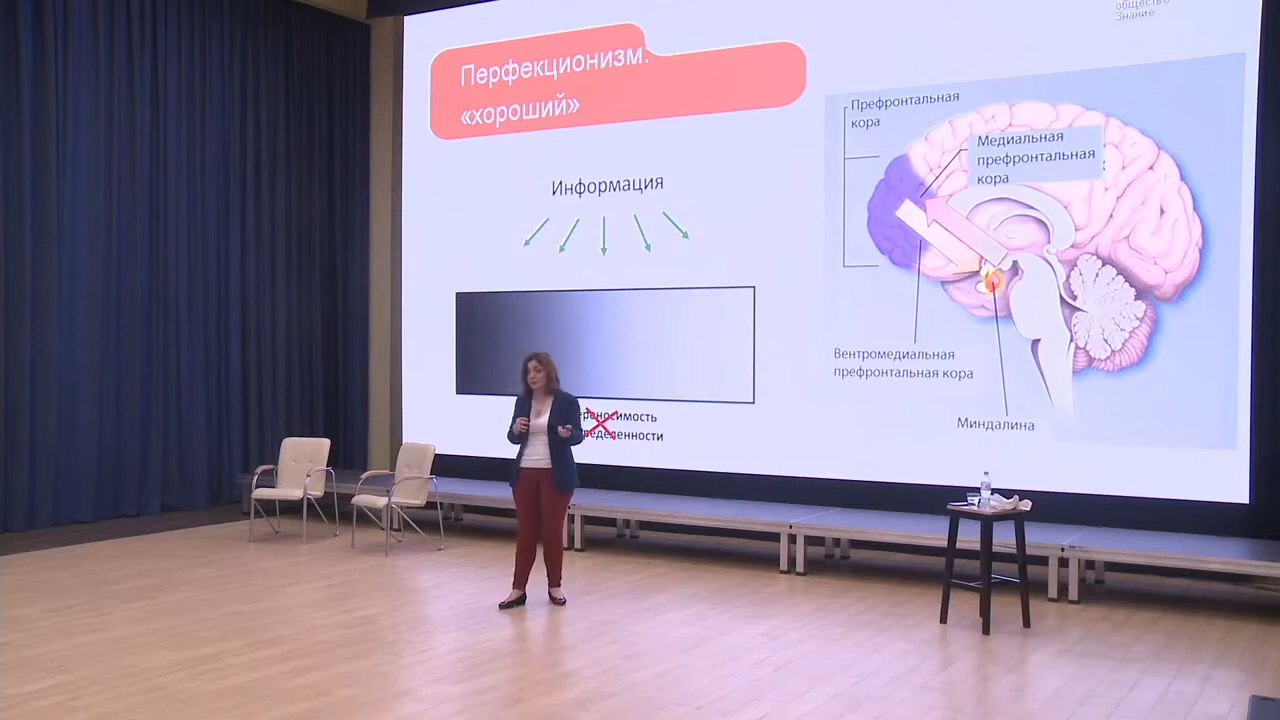 общество
Знание
Перфекционизм.
«хороший»
Информация
Префронтальная
кора
Медиальная
префронтальная
кора
Вентромедиальная
префронтальная кора
Миндалина